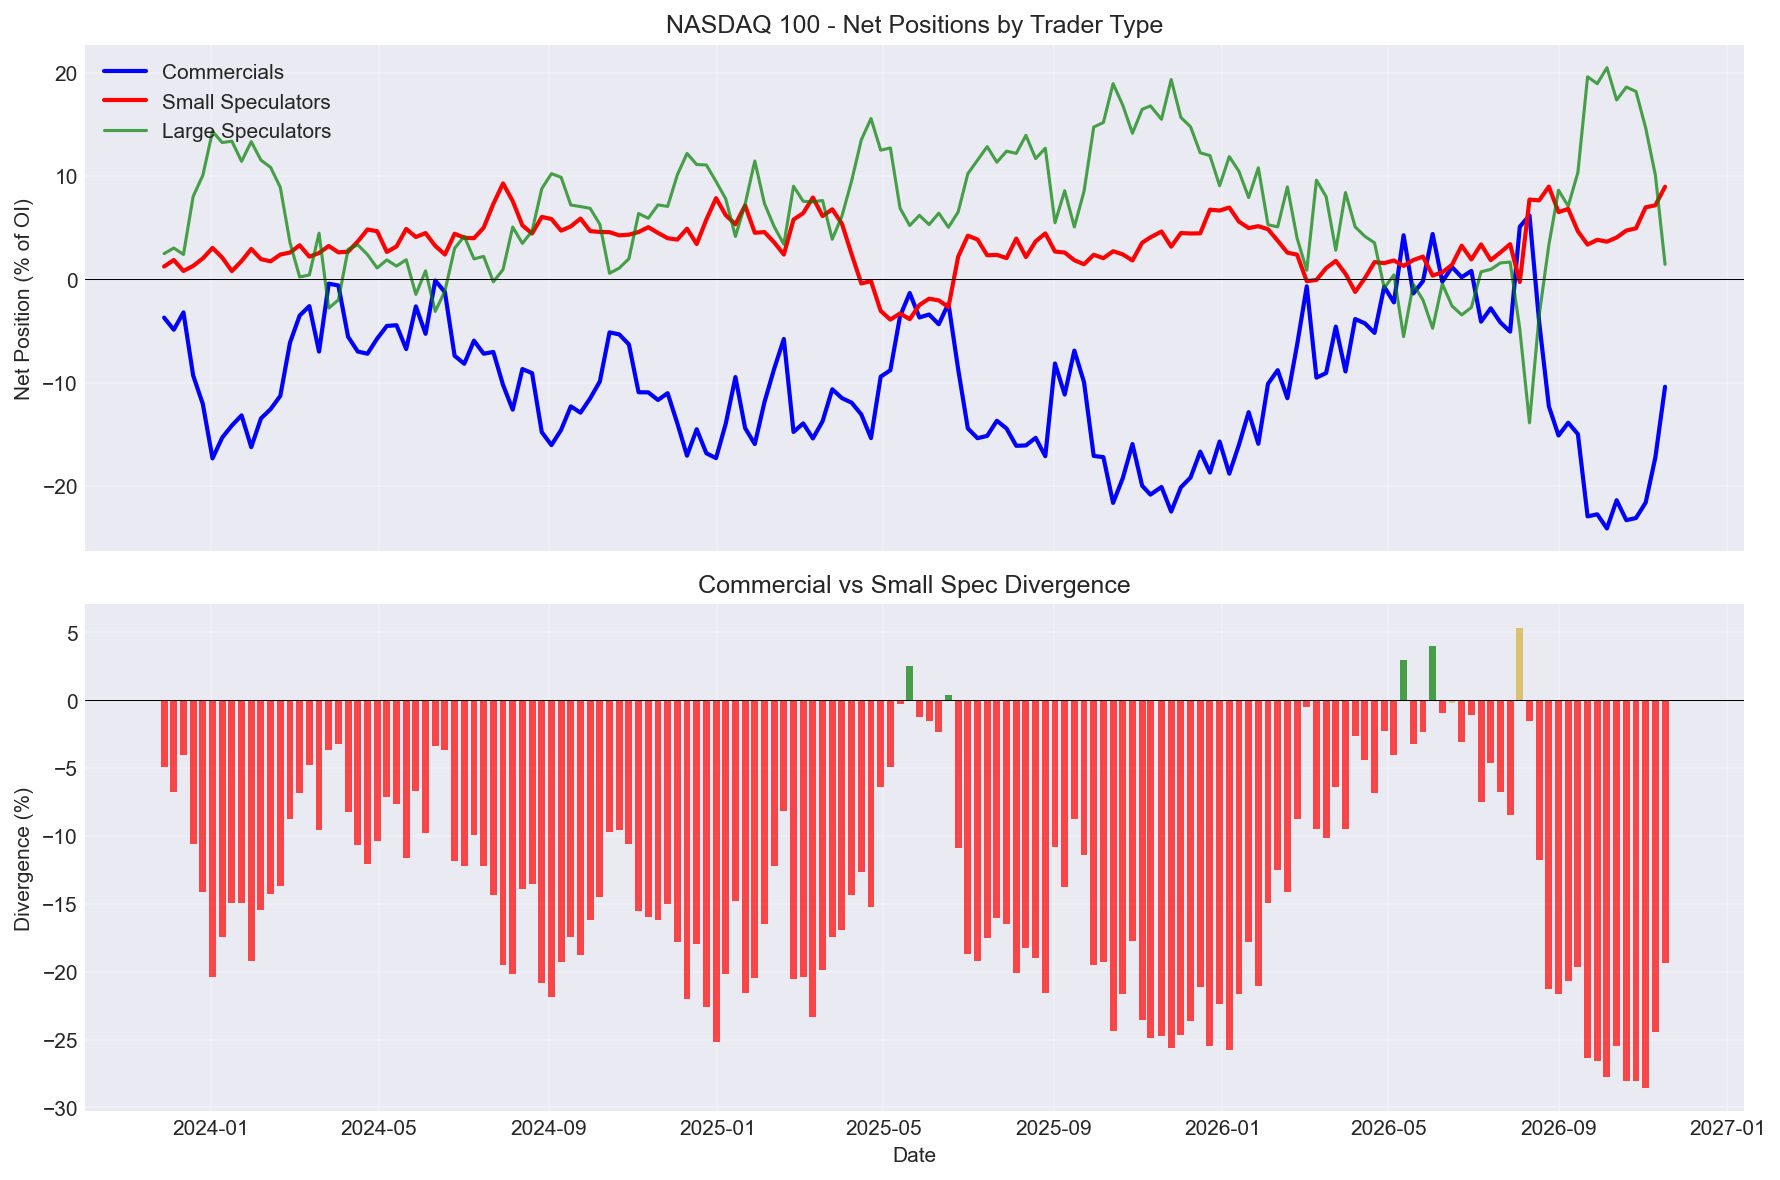 NASDAQ 100 - Net Positions by Trader Type
Net Position (% of OI)
20
10
0
−10
−20
Commercials
Small Speculators
Large Speculators
Commercial vs Small Spec Divergence
Divergence (%)
5
0
−5
−10
−15
−20
−25
−30
2024-01 2024-05 2024-09 2025-01 2025-05 2025-09 2026-01 2026-05 2026-09 2027-01
Date